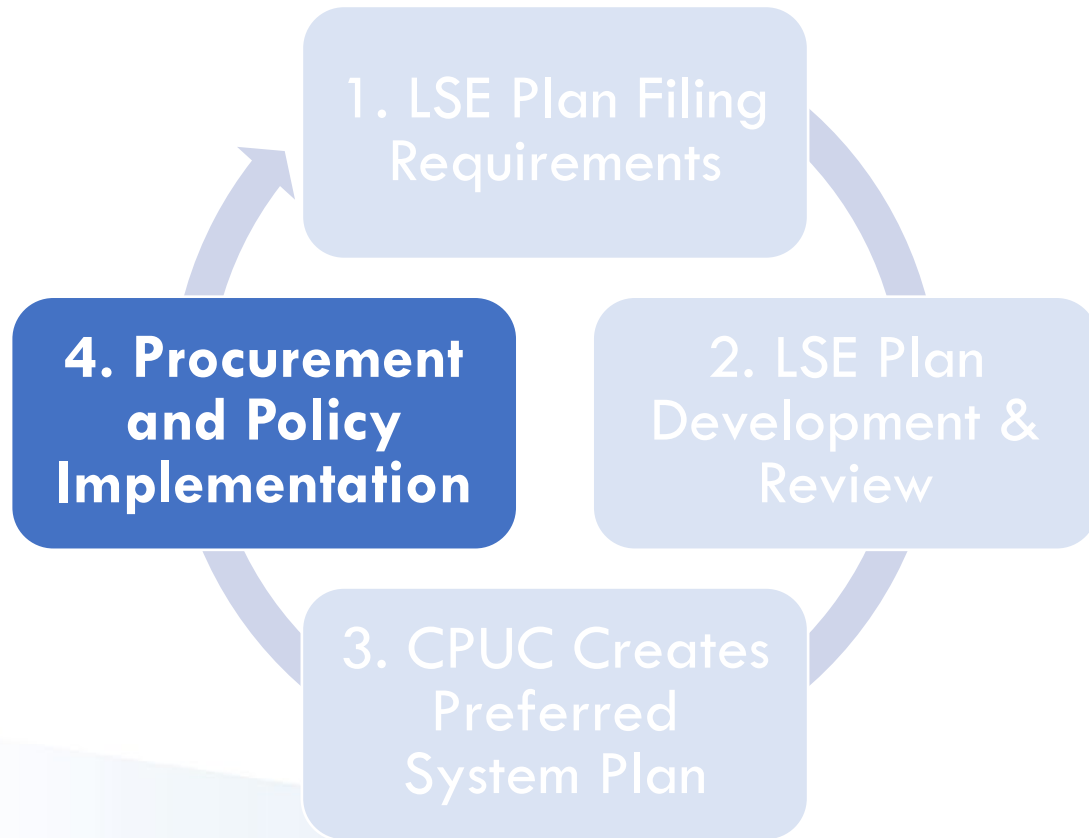 1. LSE Plan Filing
Requirements
4. Procurement
and Policy
Implementation
2. LSE Plan
Development &
Review
3. CPUC Creates
Preferred
System Plan